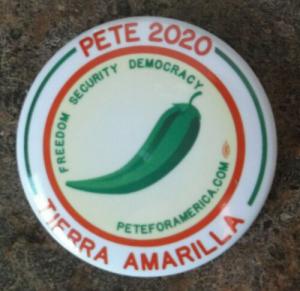 PETE 2020
FREEDOM SECURITY DEMOCRACY
PETEFORAMERICA.COM
TIERRA AMARILLA